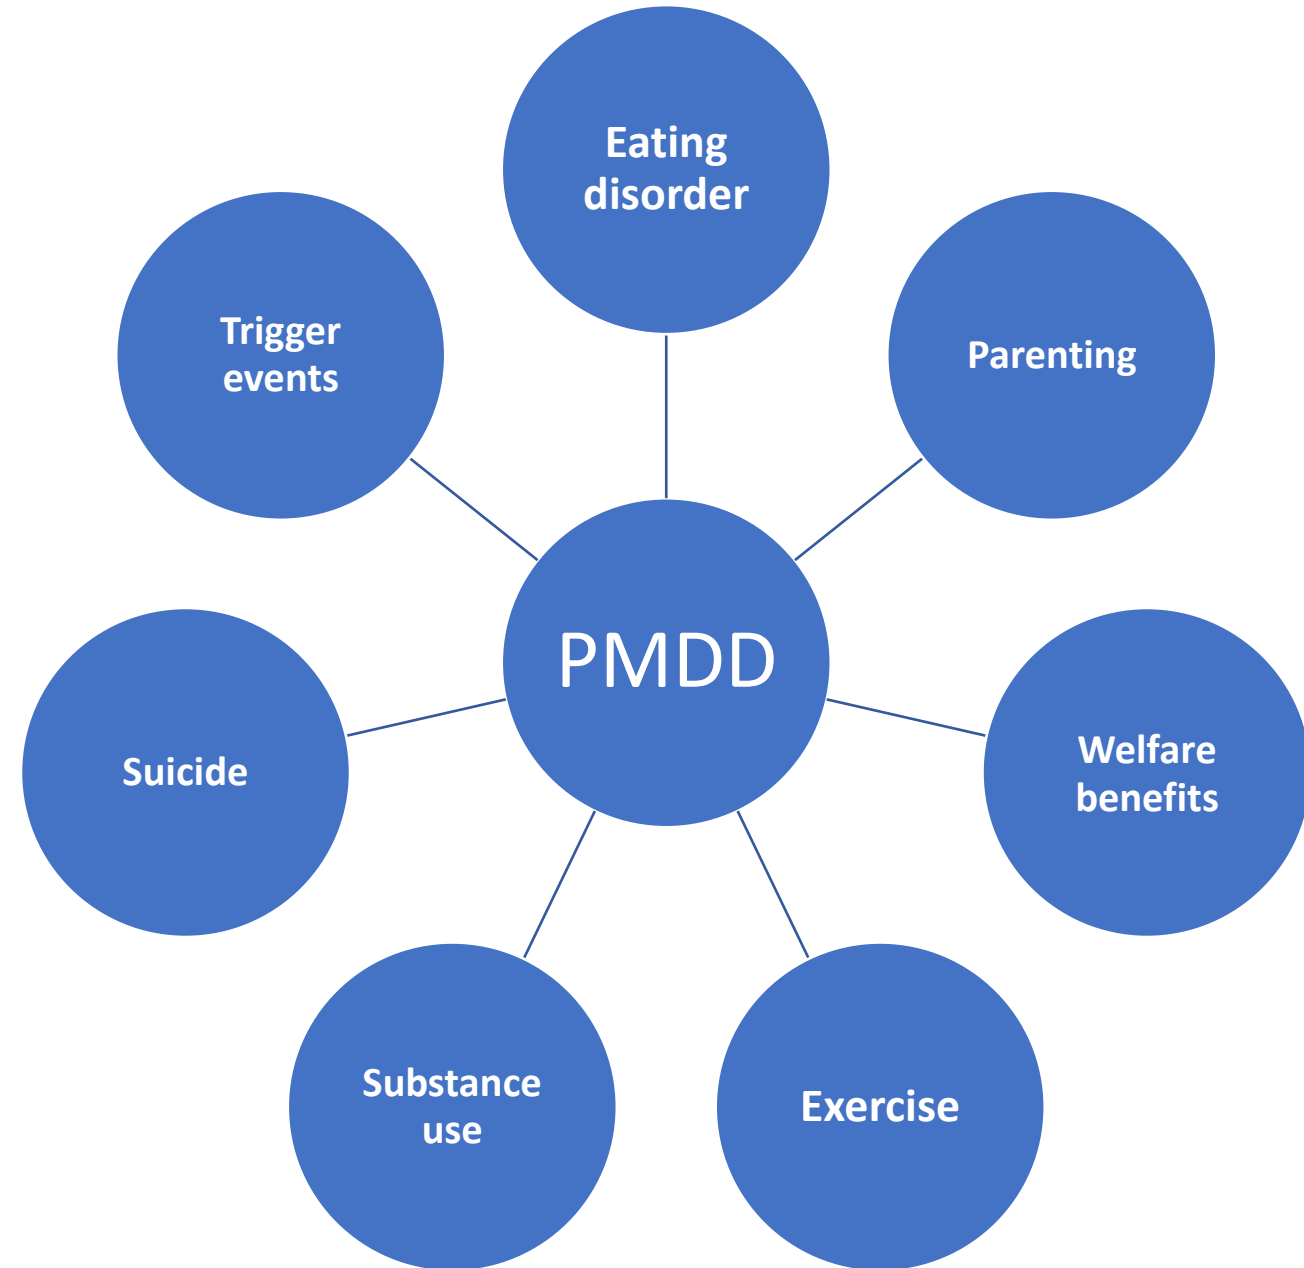 Eating
disorder
Trigger
events
Parenting
PMDD
Suicide
Welfare
benefits
Substance
use
Exercise